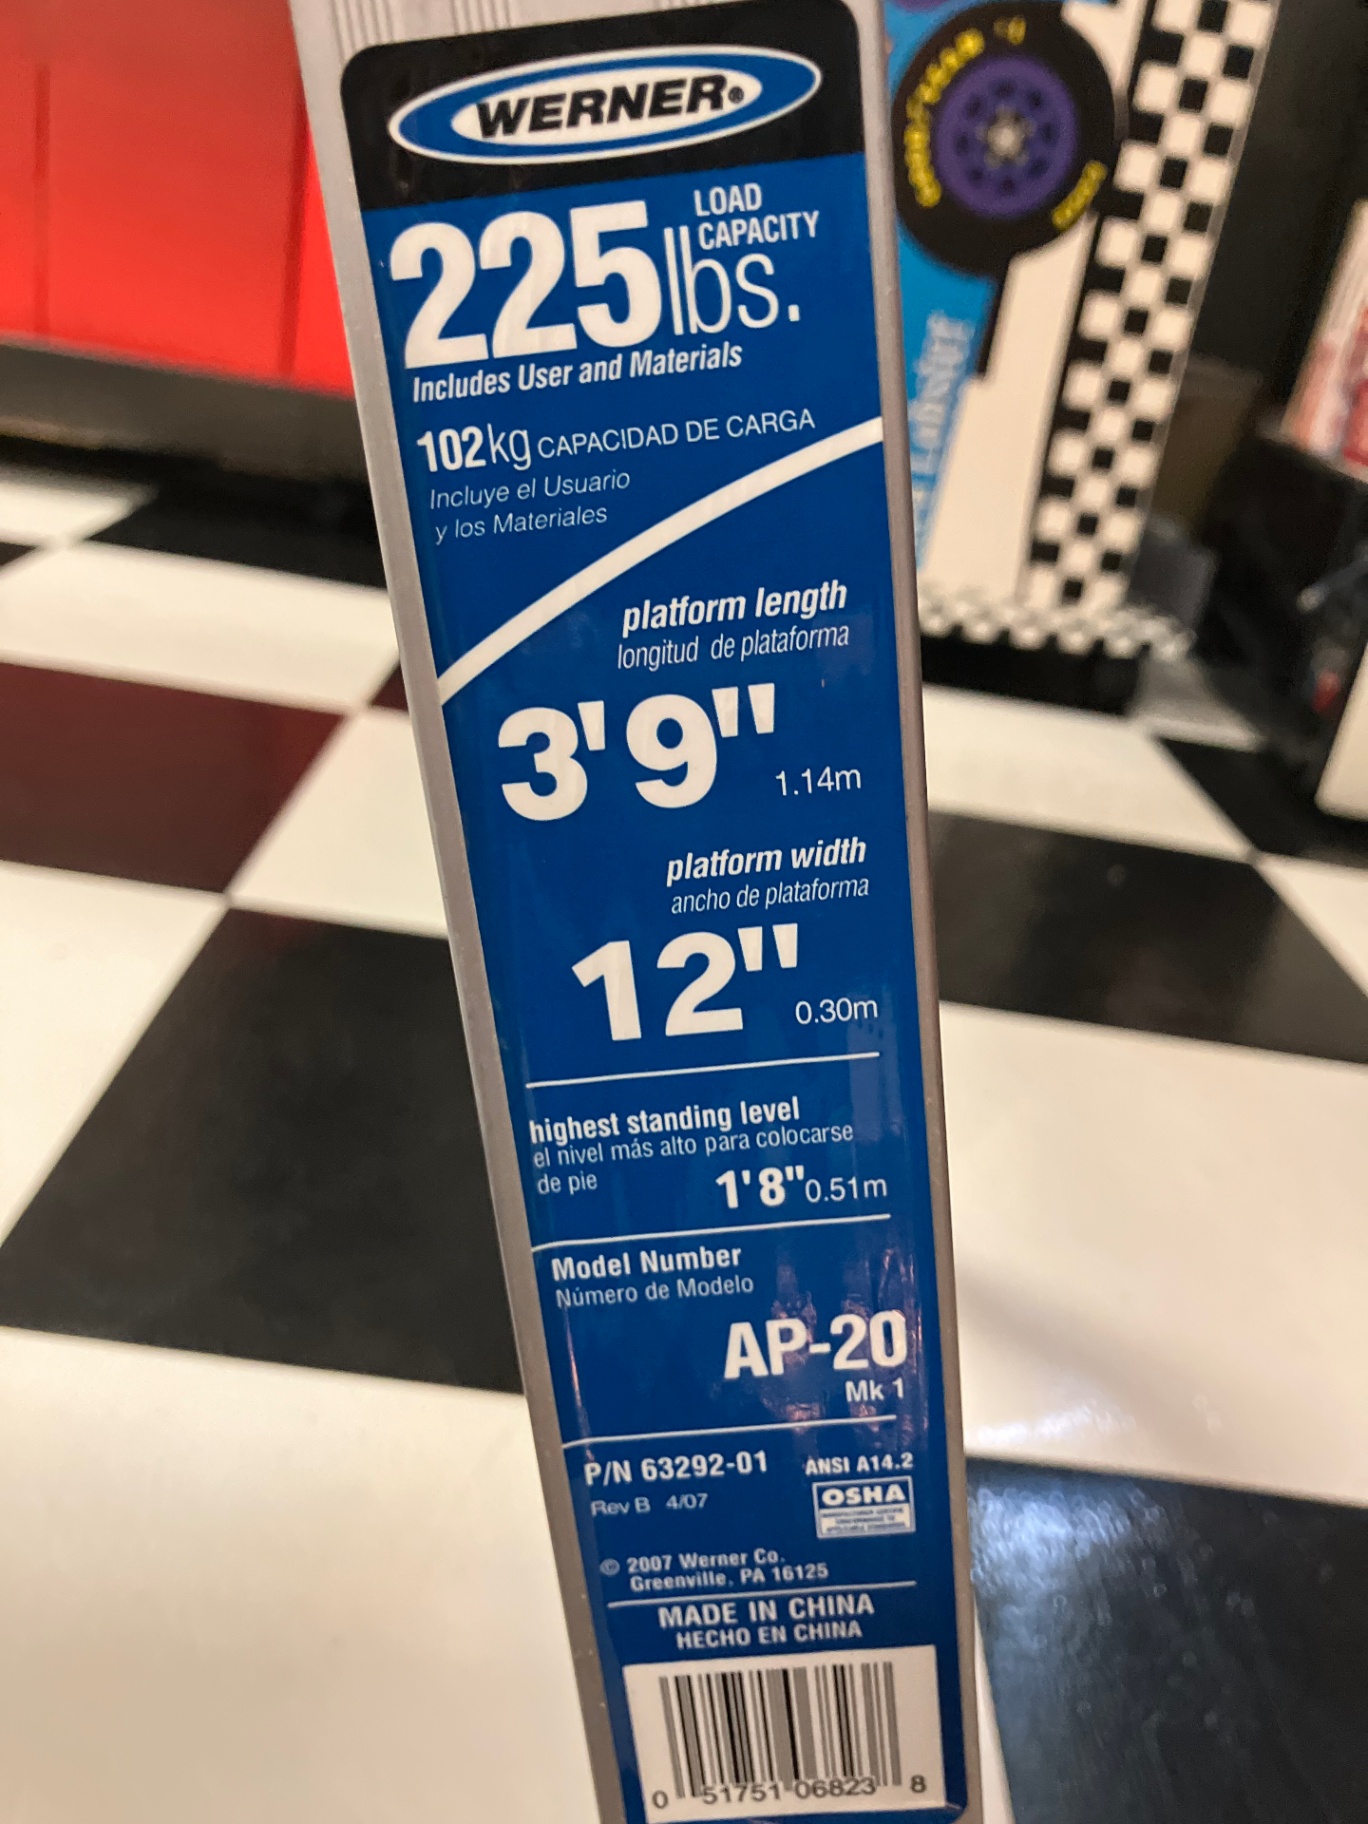 WERNER®
225 lbs. LOAD CAPACITY
Includes User and Materials
102kg CAPACIDAD DE CARGA
Incluye el Usuario
y los Materiales
platform length
longitud de plataforma
3'9"
1.14m
platform width
ancho de plataforma
12"
0.30m
highest standing level
el nivel más alto para colocarse
de pie
1'8" 0.51m
Model Number
Número de Modelo
AP-20
Mk 1
P/N 63292-01
ANSI A14.2
Rev B 4/07
OSHA
© 2007 Werner Co.
Greenville, PA 16125
MADE IN CHINA
HECHO EN CHINA
0 51751 06823 8